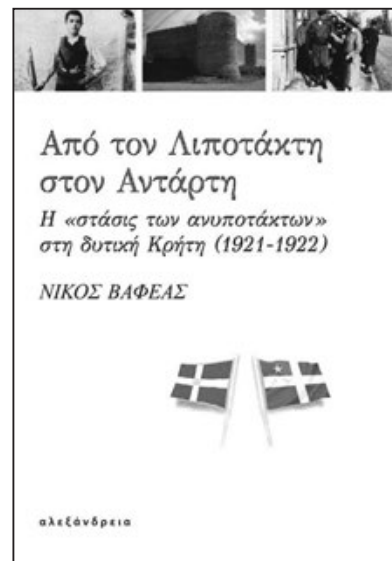 Από τον Λιποτάκτη
στον Αντάρτη
Η «στάσις των ανυποτάκτων»
στη δυτική Κρήτη (1921-1922)
ΝΙΚΟΣ ΒΑΦΕΑΣ
αλεξάνδρεια